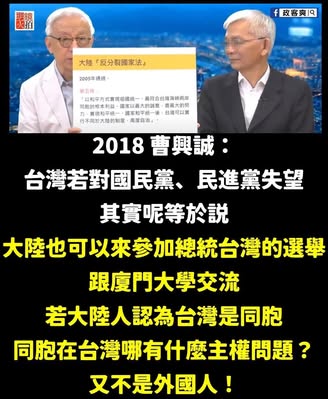 政客爽
大陸「反分裂國家法」
2005年通過，
第五條：
2018 曹興誠：
台灣若對國民黨、民進黨失望
其實呢等於說
大陸也可以來參加總統台灣的選舉
跟廈門大學交流
若大陸人認為台灣是同胞
同胞在台灣哪有什麼主權問題？
又不是外國人！